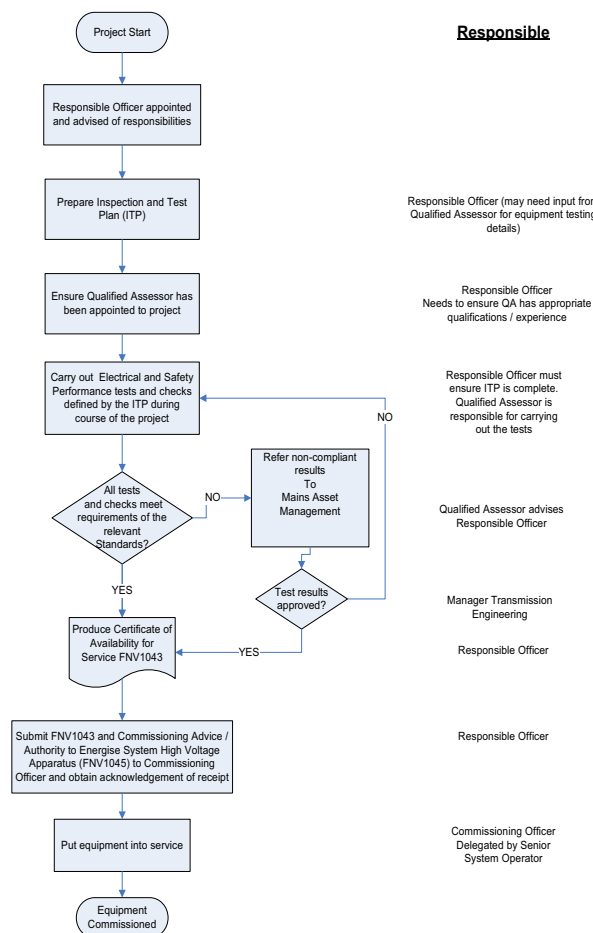 Project Start
Responsible
Responsible Officer appointed
and advised of responsibilities
Prepare Inspection and Test
Plan (ITP)
Responsible Officer (may need input
Qualified Assessor for equipment testing
details)
Ensure Qualified Assessor has
been appointed to project
Responsible Officer
Needs to ensure QA has appropriate
qualifications / experience
Carry out Electrical and Safety
Performance tests and checks
defined by the ITP during
course of the project
Responsible Officer must
ensure ITP is complete.
Qualified Assessor is
responsible for carrying
out the tests
NO
Refer non-compliant
results
To
Mains Asset
Management
All tests
and checks meet
requirements of the
relevant
Standards?
NO
Qualified Assessor advises
Responsible Officer
YES
Test results
approved?
Manager Transmission
Engineering
Produce Certificate of
Availability for
Service FNV1043
YES
Responsible Officer
Submit FNV1043 and Commissioning Advice /
Authority to Energise System High Voltage
Apparatus (FNV1045) to Commissioning
Officer and obtain acknowledgement of receipt
Responsible Officer
Put equipment into service
Commissioning Officer
Delegated by Senior
System Operator
Equipment
Commissioned